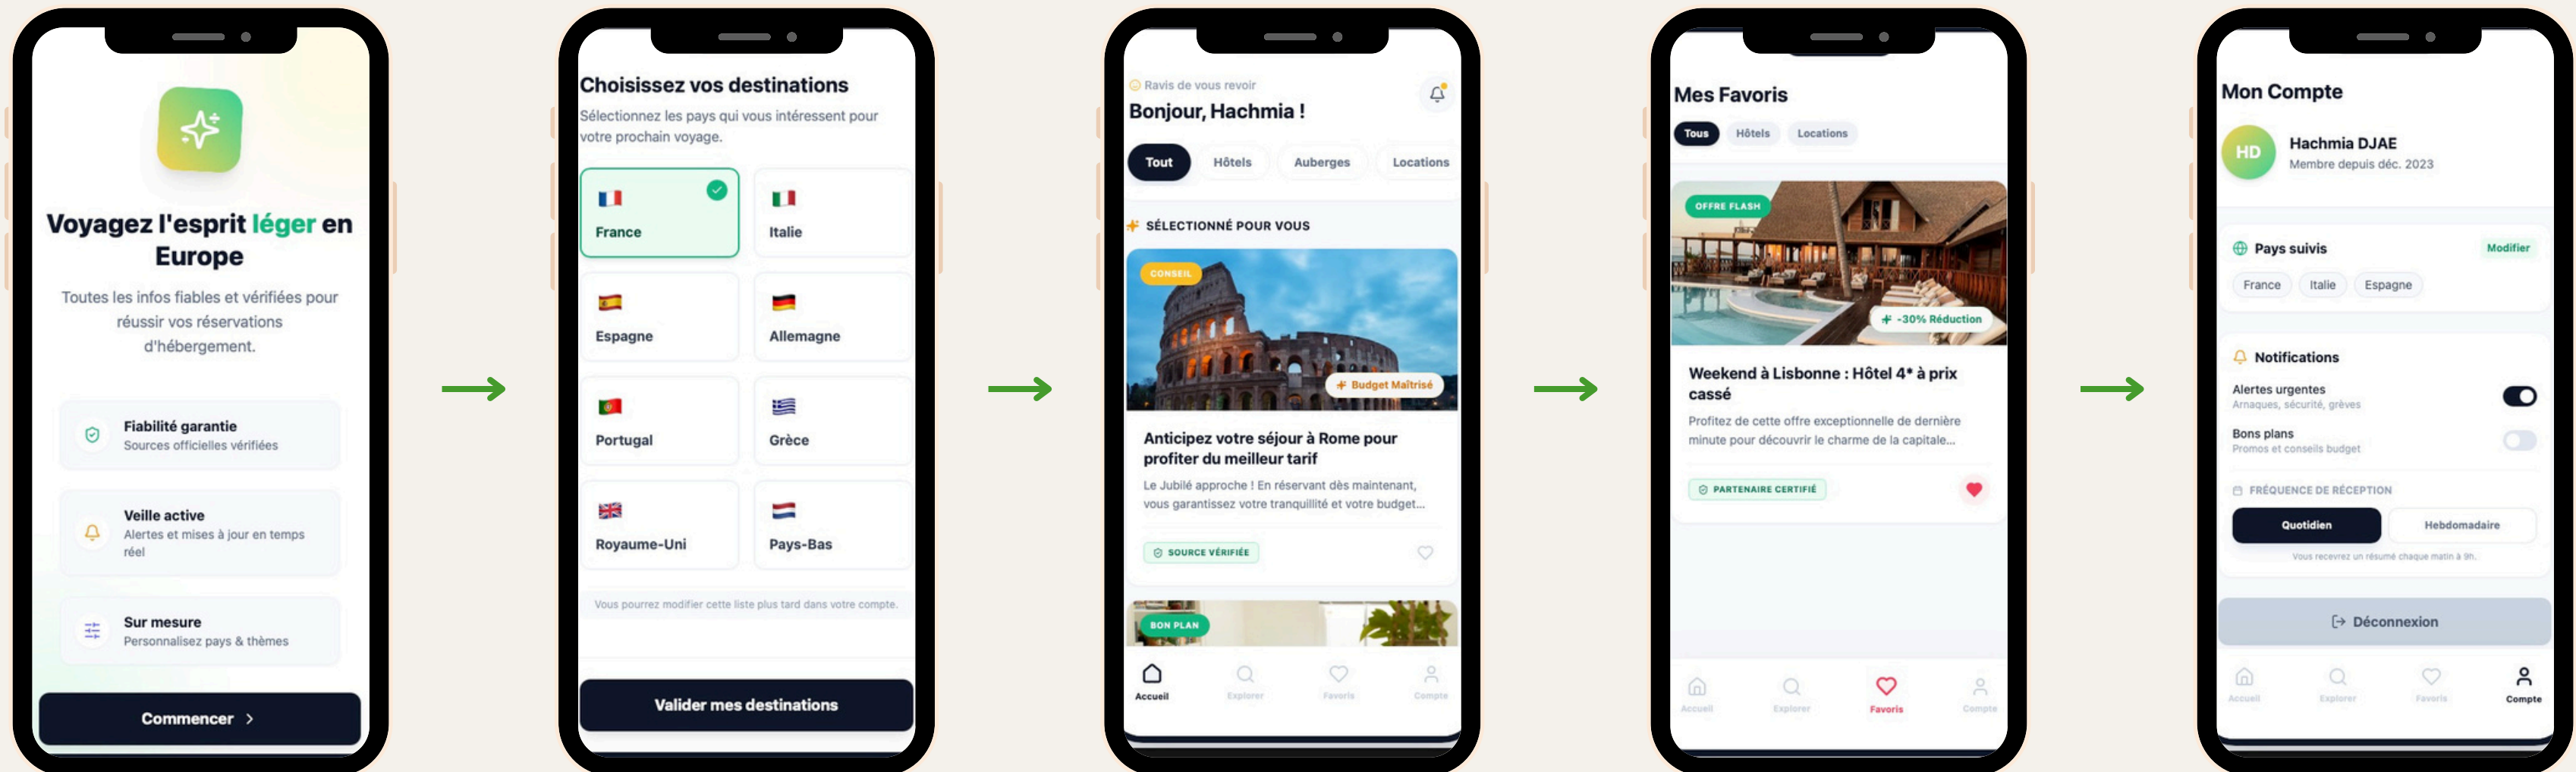 Voyagez l'esprit léger en
Europe
Toutes les infos fiables et vérifiées pour
réussir vos réservations
d'hébergement.
Fiabilité garantie
Sources officielles vérifiées
Veille active
Alertes et mises à jour en temps
réel
Sur mesure
Personnalisez pays & thèmes
Commencer
Choisissez vos destinations
Sélectionnez les pays qui vous intéressent pour
votre prochain voyage.
France
Italie
Espagne
Allemagne
Portugal
Grèce
Royaume-Uni
Pays-Bas
Vous pourrez modifier cette liste plus tard dans votre compte.
Valider mes destinations
Ravis de vous revoir
Bonjour, Hachmia !
Tout Hôtels Auberges Locations
SÉLECTIONNÉ POUR VOUS
CONSEIL
Budget Maîtrisé
Anticipez votre séjour à Rome pour
profiter du meilleur tarif
Le Jubilé approche ! En réservant dès maintenant,
vous garantissez votre tranquillité et votre budget...
SOURCE VÉRIFIÉE
BON PLAN
Accueil Explorer Favoris Compte
Mes Favoris
Tous Hôtels Locations
OFFRE FLASH
-30% Réduction
Weekend à Lisbonne : Hôtel 4* à prix
cassé
Profitez de cette offre exceptionnelle de dernière
minute pour découvrir le charme de la capitale...
PARTENAIRE CERTIFIÉ
Accueil Explorer Favoris Compte
Mon Compte
HD
Hachmia DJAE
Membre depuis déc. 2023
Pays suivis
Modifier
France Italie Espagne
Notifications
Alertes urgentes
Arnaques, sécurité, grèves
Bons plans
Promos et conseils budget
FRÉQUENCE DE RÉCEPTION
Quotidien Hebdomadaire
Vous recevrez un résumé chaque matin à 9h.
Déconnexion
Accueil Explorer Favoris Compte